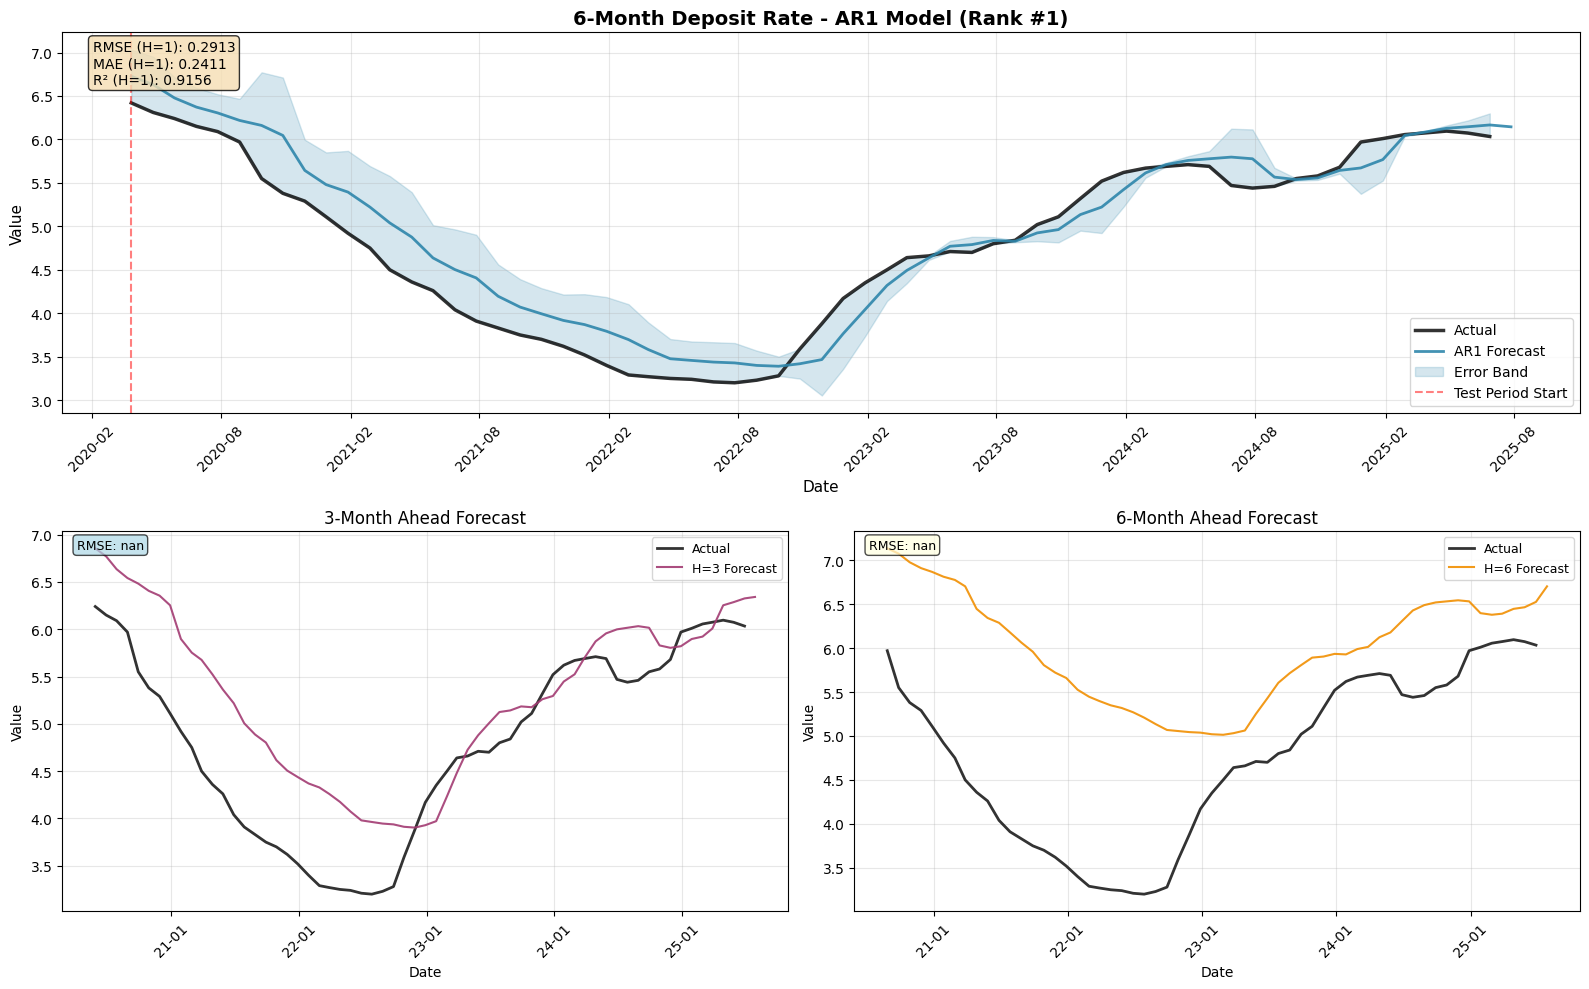 6-Month Deposit Rate - AR1 Model (Rank #1)
RMSE (H=1): 0.2913
MAE (H=1): 0.2411
R² (H=1): 0.9156
Value
7.0
6.5
6.0
5.5
5.0
4.5
4.0
3.5
3.0
Actual
AR1 Forecast
Error Band
Test Period Start
2020-02
2020-08
2021-02
2021-08
2022-02
2022-08
2023-02
2023-08
2024-02
2024-08
2025-02
2025-08
Date
3-Month Ahead Forecast
RMSE: nan
Actual
H=3 Forecast
Value
7.0
6.5
6.0
5.5
5.0
4.5
4.0
3.5
21-01
22-01
23-01
24-01
25-01
Date
6-Month Ahead Forecast
RMSE: nan
Actual
H=6 Forecast
Value
7.0
6.5
6.0
5.5
5.0
4.5
4.0
3.5
21-01
22-01
23-01
24-01
25-01
Date